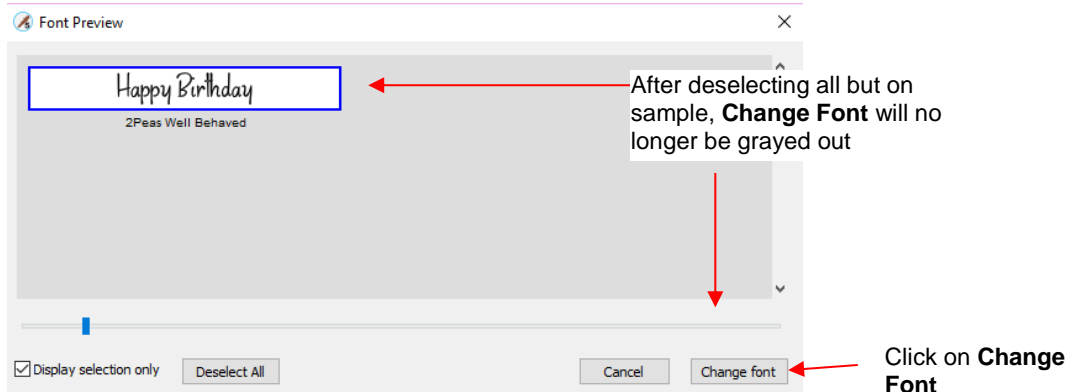 Font Preview
Happy Birthday
2Peas Well Behaved
After deselecting all but on
sample, Change Font will no
longer be grayed out
Display selection only
Deselect All
Cancel
Change font
Click on Change
Font